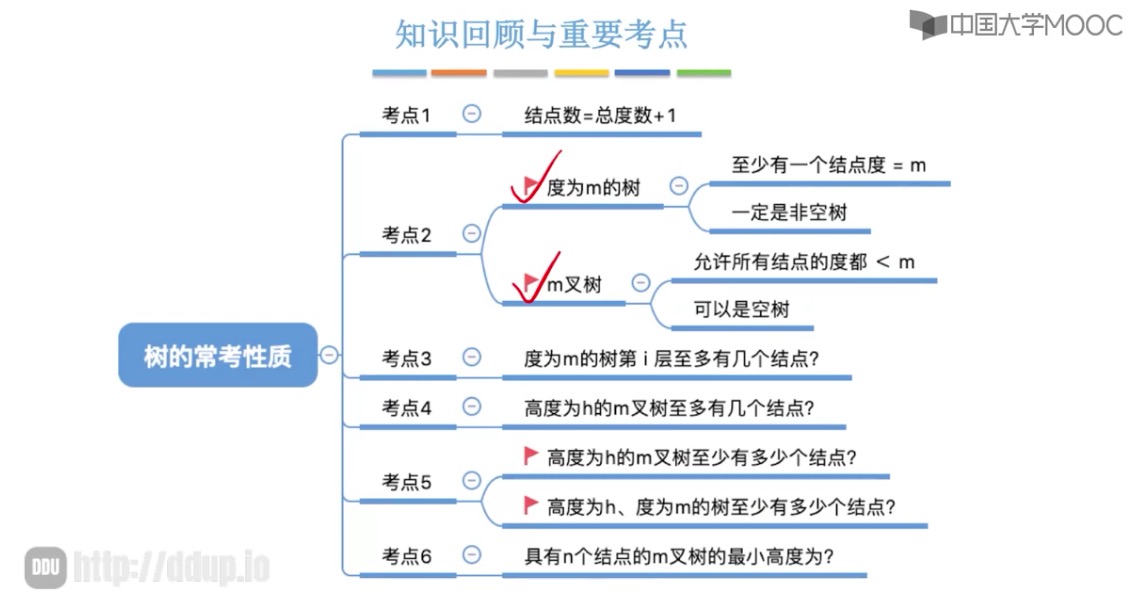 知识回顾与重要考点
中国大学MOOC
考点1
结点数=总度数+1
考点2
度为m的树
至少有一个结点度 = m
一定是非空树
m叉树
允许所有结点的度都 < m
可以是空树
树的常考性质
考点3
度为m的树第 i 层至多有几个结点?
考点4
高度为h的m叉树至多有几个结点?
考点5
高度为h的m叉树至少有多少个结点?
高度为h、度为m的树至少有多少个结点?
考点6
具有n个结点的m叉树的最小高度为?
DDU http://ddup.io